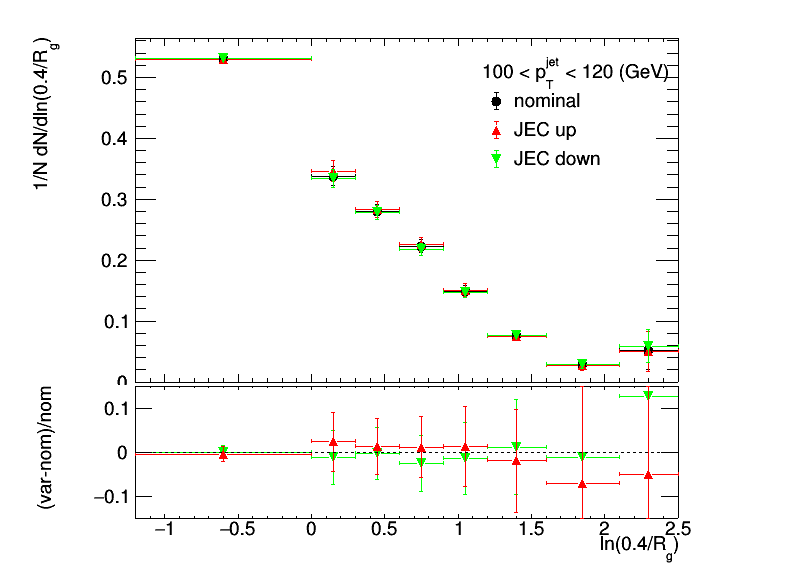 1/N dN/dln(0.4/R_g)
0.5
0.4
0.3
0.2
0.1
0
100 < p_T^jet < 120 (GeV)
nominal
JEC up
JEC down
(var-nom)/nom
0.1
0
−0.1
−1
−0.5
0
0.5
1
1.5
2
2.5
ln(0.4/R_g)